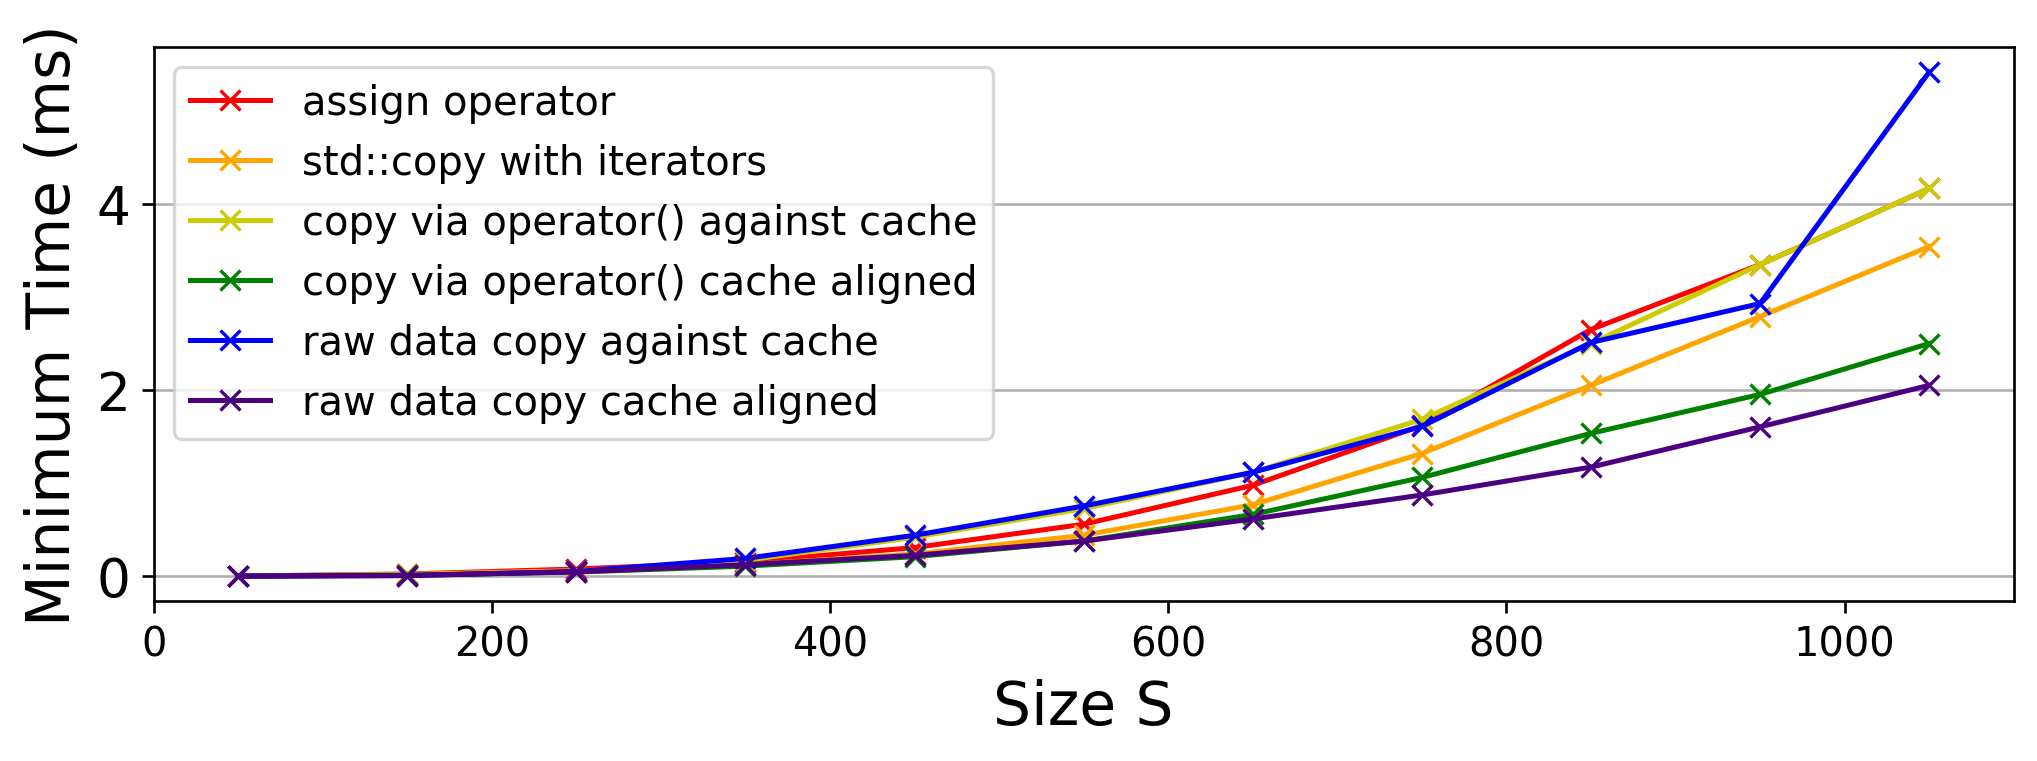 Minimum Time (ms)
4
2
0
assign operator
std::copy with iterators
copy via operator() against cache
copy via operator() cache aligned
raw data copy against cache
raw data copy cache aligned
0 200 400 600 800 1000
Size S